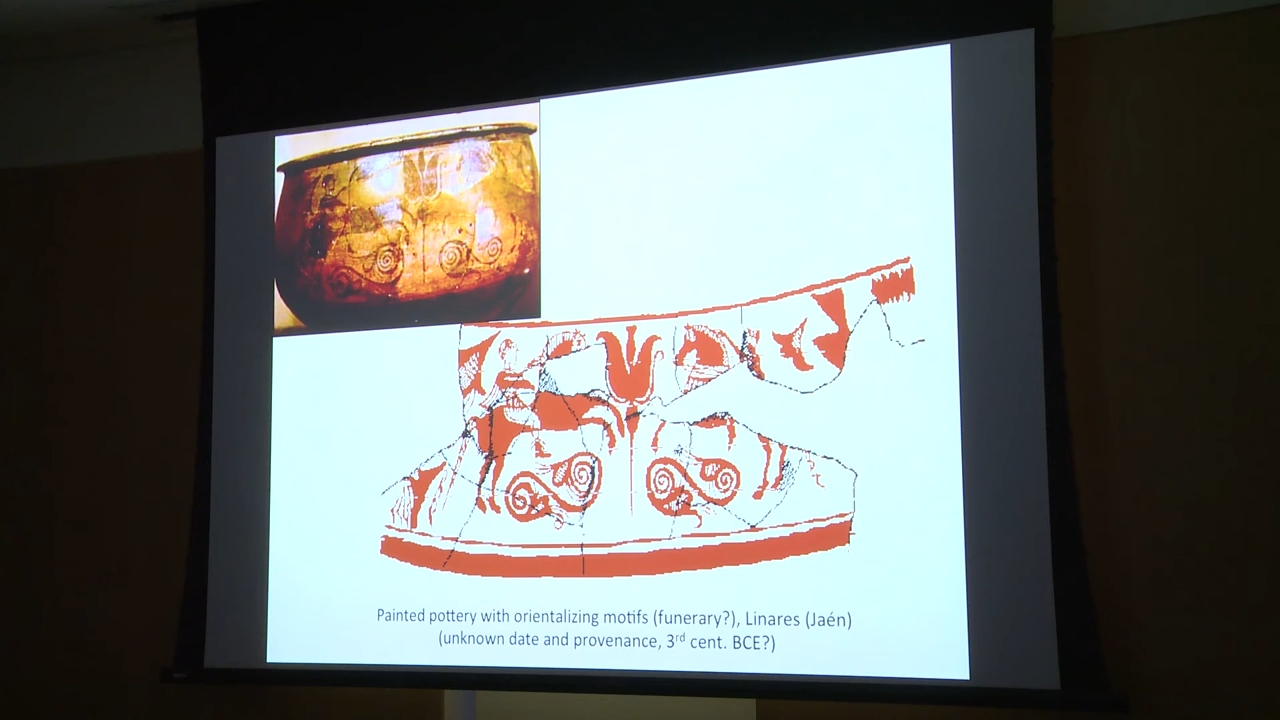 Painted pottery with orientalizing motifs (funerary?), Linares (Jaén)
(unknown date and provenance, 3rd cent. BCE?)